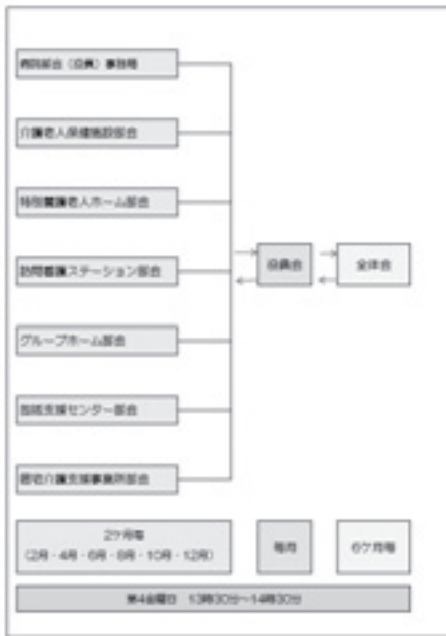 病院部会（役員）事務局
介護老人保健施設部会
特別養護老人ホーム部会
訪問看護ステーション部会
グループホーム部会
包括支援センター部会
居宅介護支援事業所部会
役員会
全体会
2ケ月毎
（2月・4月・6月・8月・10月・12月）
毎月
6ケ月毎
第4金曜日 13時30分～14時30分